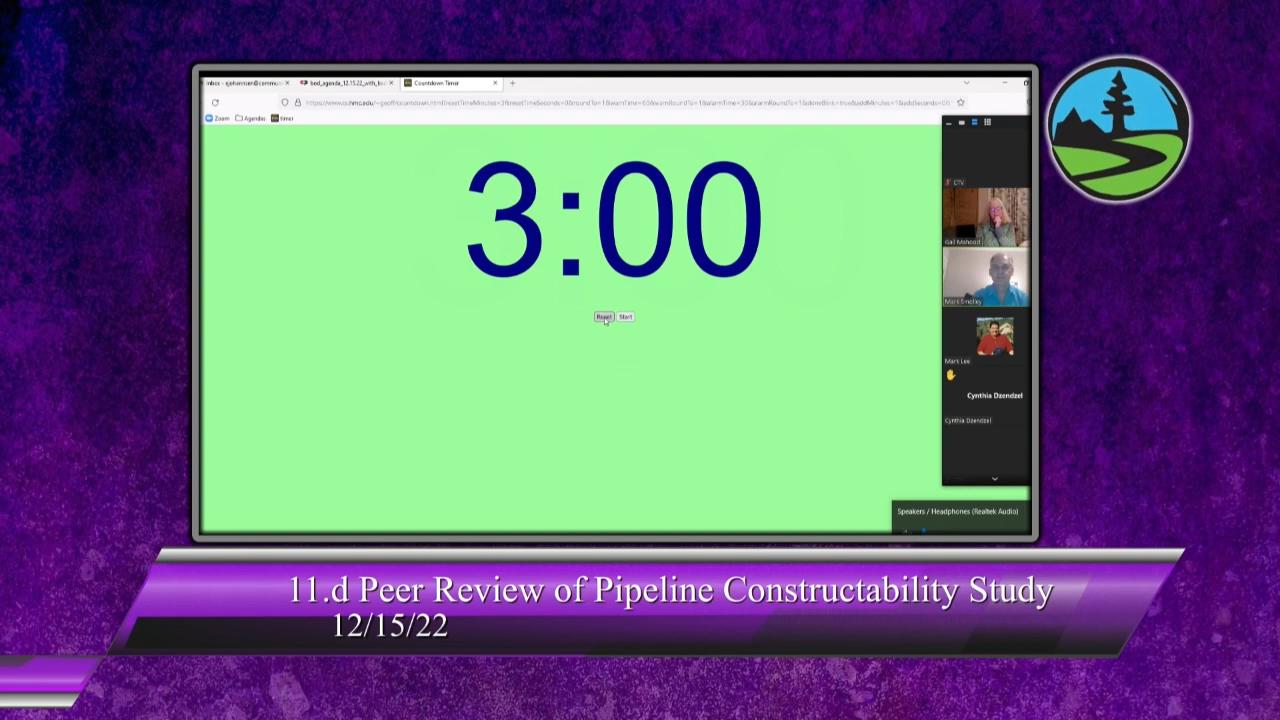 Countdown Timer
Zoom
Agendas
timer
3:00
Reset
Start
CTV
Gail Mahood
Mark Smolley
Mark Lee
Cynthia Dzendzel
Cynthia Dzendzel
Speakers / Headphones (Realtek Audio)
11.d Peer Review of Pipeline Constructability Study
12/15/22